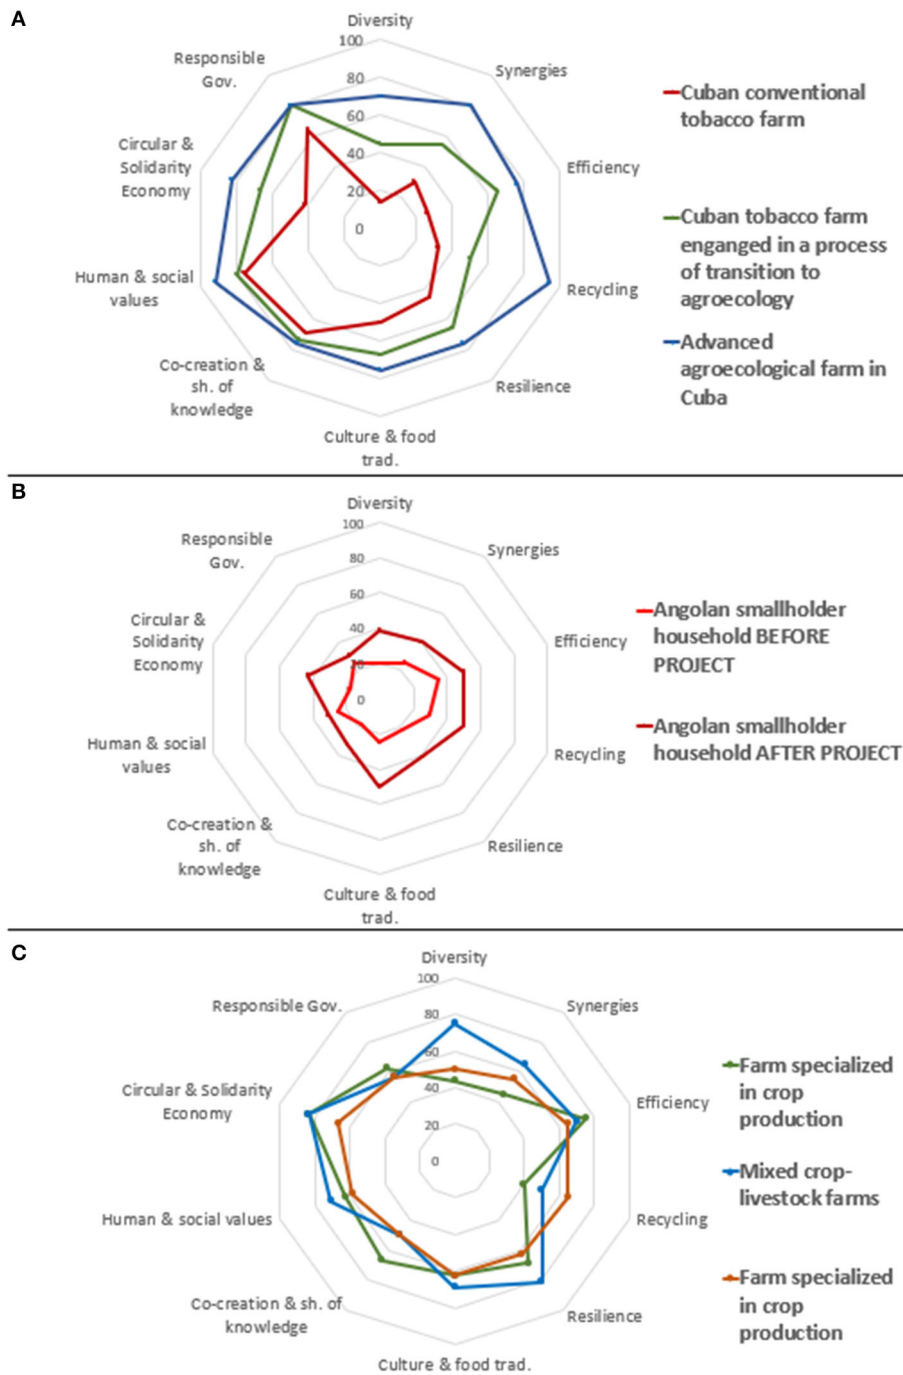 A
Diversity
100
80
60
40
20
0
Synergies
Efficiency
Recycling
Resilience
Culture & food
trad.
Co-creation &
sh. of
knowledge
Human & social
values
Circular &
Solidarity
Economy
Responsible
Gov.
Cuban conventional
tobacco farm
Cuban tobacco farm
enganged in a process
of transition to
agroecology
Advanced
agroecological farm in
Cuba
B
Diversity
100
80
60
40
20
0
Synergies
Efficiency
Recycling
Resilience
Culture & food
trad.
Co-creation &
sh. of
knowledge
Human & social
values
Circular &
Solidarity
Economy
Responsible
Gov.
Angolan smallholder
household BEFORE
PROJECT
Angolan smallholder
household AFTER PROJECT
C
Diversity
100
80
60
40
20
0
Synergies
Efficiency
Recycling
Resilience
Culture & food trad.
Co-creation & sh. of
knowledge
Human & social values
Circular & Solidarity
Economy
Responsible Gov.
Farm specialized
in crop
production
Mixed crop-
livestock farms
Farm specialized
in crop
production